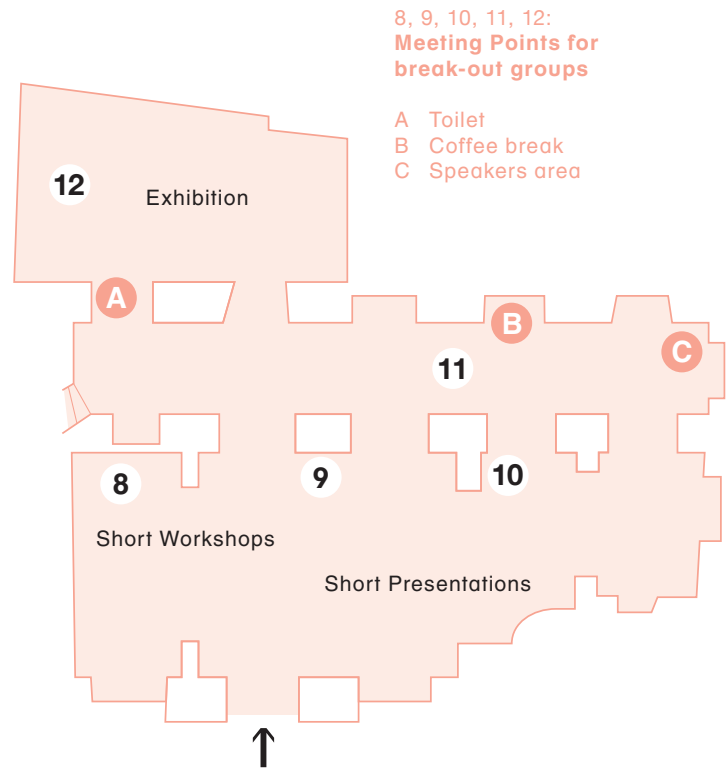 8, 9, 10, 11, 12:
Meeting Points for
break-out groups
A Toilet
B Coffee break
C Speakers area
12
Exhibition
A
B
C
11
8
9
10
Short Workshops
Short Presentations